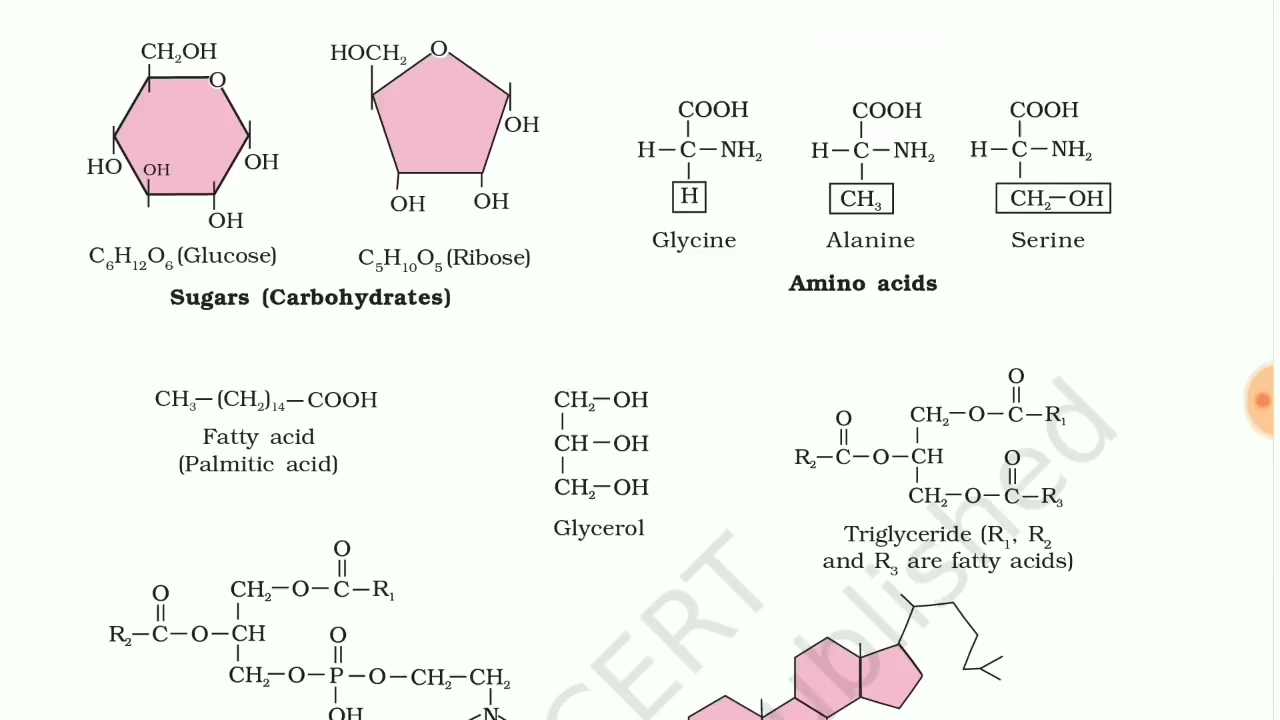 CH₂OH
O
HO
OH
OH
OH
C₆H₁₂O₆ (Glucose)
HOCH₂
O
OH
OH
OH
C₅H₁₀O₅ (Ribose)
Sugars (Carbohydrates)
COOH
H—C—NH₂
H
Glycine
COOH
H—C—NH₂
CH₃
Alanine
COOH
H—C—NH₂
CH₂—OH
Serine
Amino acids
CH₃—(CH₂)₁₄—COOH
Fatty acid
(Palmitic acid)
CH₂—OH
CH—OH
CH₂—OH
Glycerol
O
CH₂—O—C—R₁
O
R₂—C—O—CH
O
CH₂—O—C—R₃
Triglyceride (R₁, R₂
and R₃ are fatty acids)
O
CH₂—O—C—R₁
O
R₂—C—O—CH
O
CH₂—O—P—O—CH₂—CH₂
OH
N